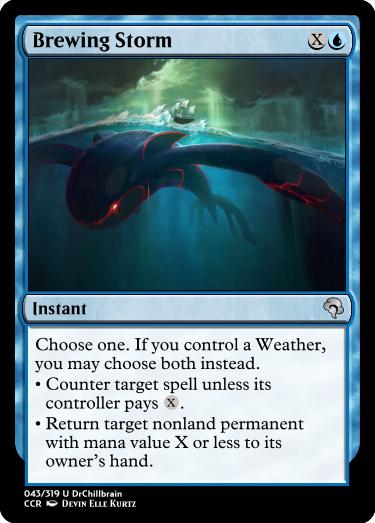 Brewing Storm X
Instant
Choose one. If you control a Weather,
you may choose both instead.
• Counter target spell unless its
controller pays X.
• Return target nonland permanent
with mana value X or less to its
owner's hand.
043/319 U DrChillbrain
CCR Devin Elle Kurtz